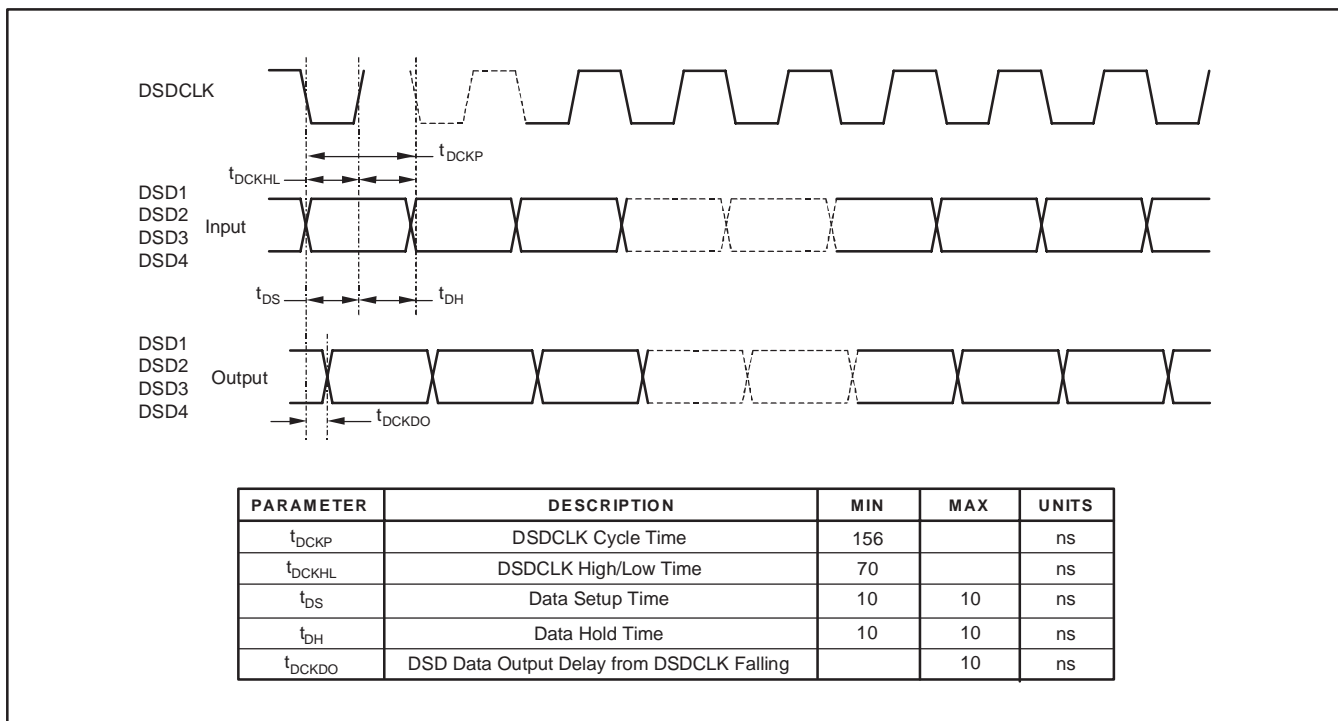 DSDCLK
tDCKP
tDCKHL
DSD1
DSD2
DSD3
DSD4
Input
tDS
tDH
DSD1
DSD2
DSD3
DSD4
Output
tDCKDO
PARAMETER DESCRIPTION MIN MAX UNITS
tDCKP DSDCLK Cycle Time 156 ns
tDCKHL DSDCLK High/Low Time 70 ns
tDS Data Setup Time 10 10 ns
tDH Data Hold Time 10 10 ns
tDCKDO DSD Data Output Delay from DSDCLK Falling 10 ns